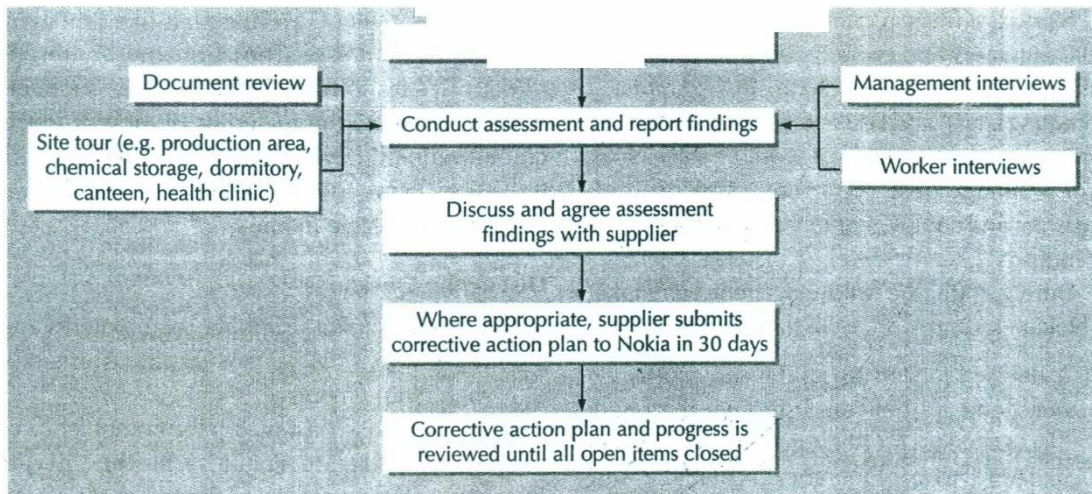 Document review
Management interviews
Conduct assessment and report findings
Site tour (e.g. production area,
chemical storage, dormitory,
canteen, health clinic)
Worker interviews
Discuss and agree assessment
findings with supplier
Where appropriate, supplier submits
corrective action plan to Nokia in 30 days
Corrective action plan and progress is
reviewed until all open items closed